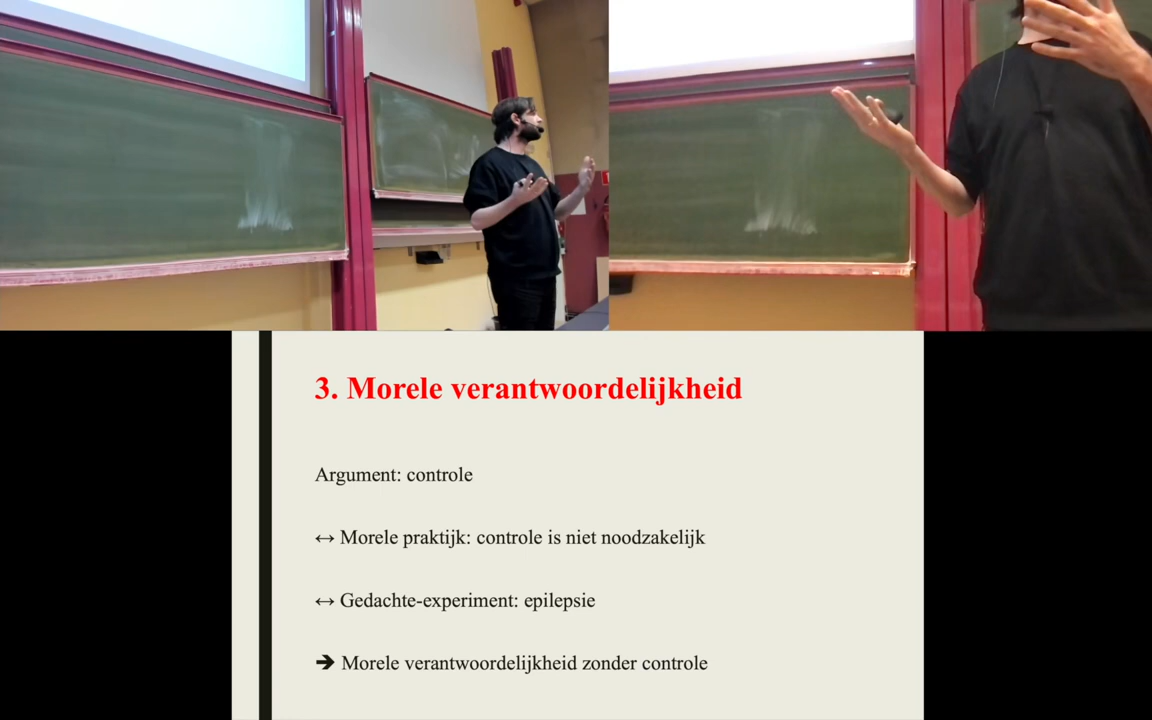 3. Morele verantwoordelijkheid
Argument: controle
↔ Morele praktijk: controle is niet noodzakelijk
↔ Gedachte-experiment: epilepsie
➔ Morele verantwoordelijkheid zonder controle